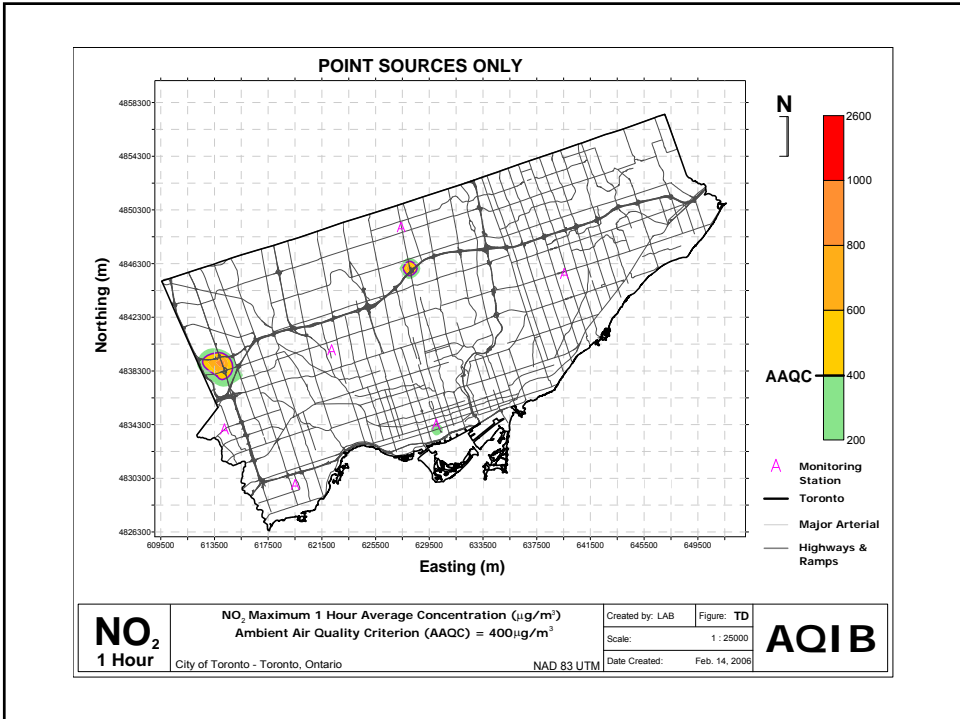 POINT SOURCES ONLY
4858300
4854300
4850300
4846300
4842300
4838300
4834300
4830300
4826300
Northing (m)
609500 613500 617500 621500 625500 629500 633500 637500 641500 645500 649500
Easting (m)
A
A
A
A
A
A
N
2600
1000
800
600
AAQC 400
200
A Monitoring
Station
Toronto
Major Arterial
Highways &
Ramps
NO2
1 Hour
NO2 Maximum 1 Hour Average Concentration (µg/m³)
Ambient Air Quality Criterion (AAQC) = 400µg/m³
City of Toronto - Toronto, Ontario NAD 83 UTM
Created by: LAB Figure: TD
Scale: 1 : 25000
Date Created: Feb. 14, 2006
AQIB